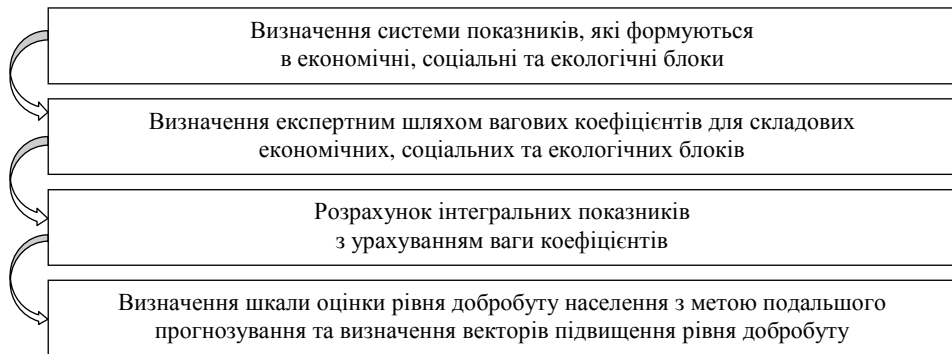 Визначення системи показників, які формуються
в економічні, соціальні та екологічні блоки
Визначення експертним шляхом вагових коефіцієнтів для складових
економічних, соціальних та екологічних блоків
Розрахунок інтегральних показників
з урахуванням ваги коефіцієнтів
Визначення шкали оцінки рівня добробуту населення з метою подальшого
прогнозування та визначення векторів підвищення рівня добробуту